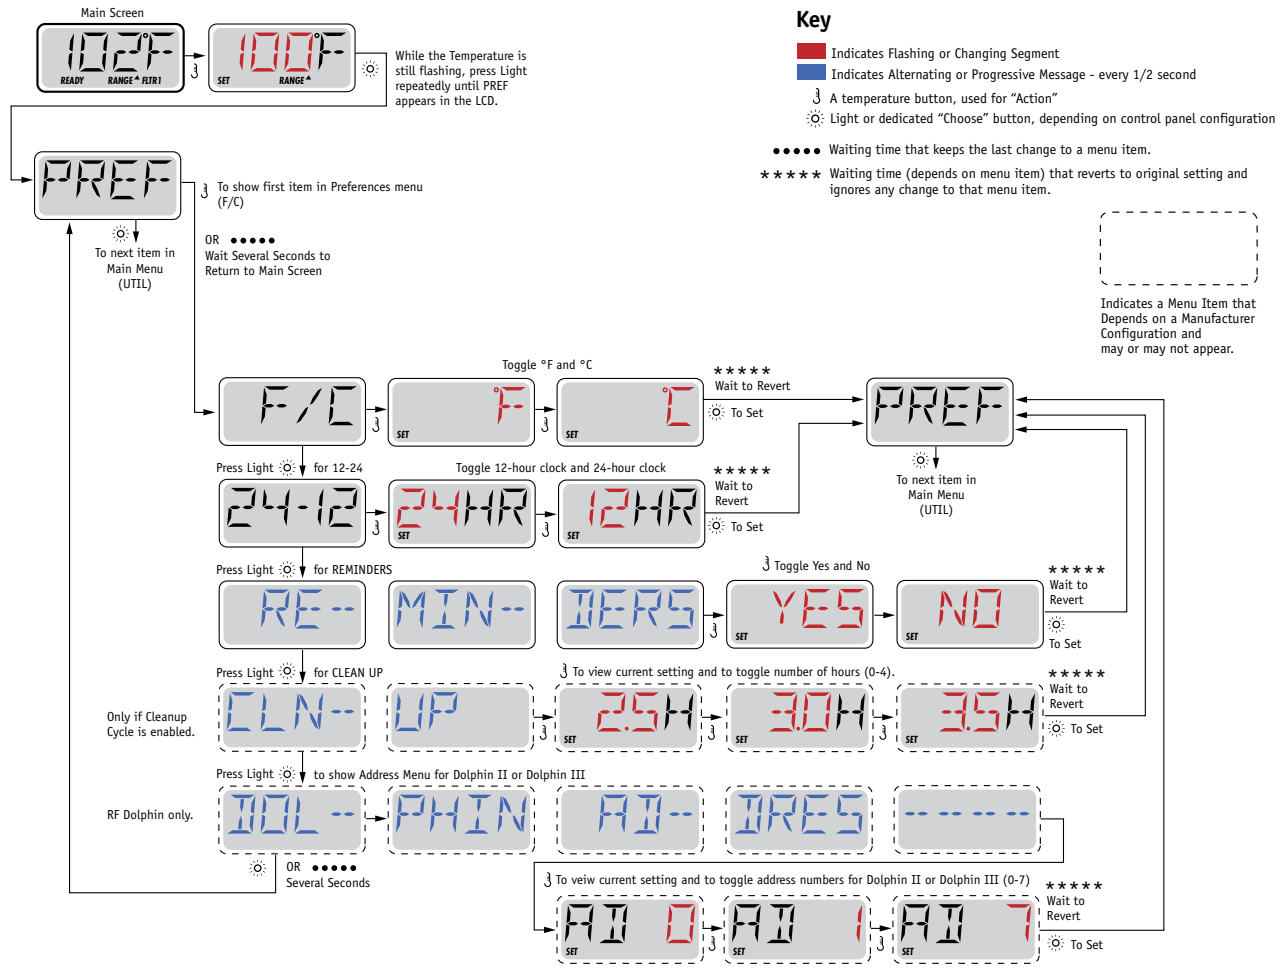 Main Screen
102°F
READY RANGE FLTR1
100°F
SET RANGE
While the Temperature is
still flashing, press Light
repeatedly until PREF
appears in the LCD.
Key
Indicates Flashing or Changing Segment
Indicates Alternating or Progressive Message - every 1/2 second
A temperature button, used for “Action”
Light or dedicated “Choose” button, depending on control panel configuration
••••• Waiting time that keeps the last change to a menu item.
***** Waiting time (depends on menu item) that reverts to original setting and
ignores any change to that menu item.
Indicates a Menu Item that
Depends on a Manufacturer
Configuration and
may or may not appear.
PREF
To show first item in Preferences menu
(F/C)
OR •••••
Wait Several Seconds to
Return to Main Screen
To next item in
Main Menu
(UTIL)
Toggle °F and °C
F/C
°F
SET
°C
SET
*****
Wait to Revert
To Set
PREF
To next item in
Main Menu
(UTIL)
Press Light for 12-24
Toggle 12-hour clock and 24-hour clock
24-12
24HR
SET
12HR
SET
*****
Wait to
Revert
To Set
Press Light for REMINDERS
Toggle Yes and No
RE--
MIN--
DERS
YES
SET
NO
SET
*****
Wait to
Revert
To Set
Press Light for CLEAN UP
To view current setting and to toggle number of hours (0-4).
Only if Cleanup
Cycle is enabled.
CLN--
UP
2.5H
SET
3.0H
SET
3.5H
SET
*****
Wait to
Revert
To Set
Press Light to show Address Menu for Dolphin II or Dolphin III
RF Dolphin only.
DOL--
PHIN
AD--
DRES
-----
OR •••••
Several Seconds
To veiw current setting and to toggle address numbers for Dolphin II or Dolphin III (0-7)
AD 0
SET
AD 1
SET
AD 7
SET
*****
Wait to
Revert
To Set